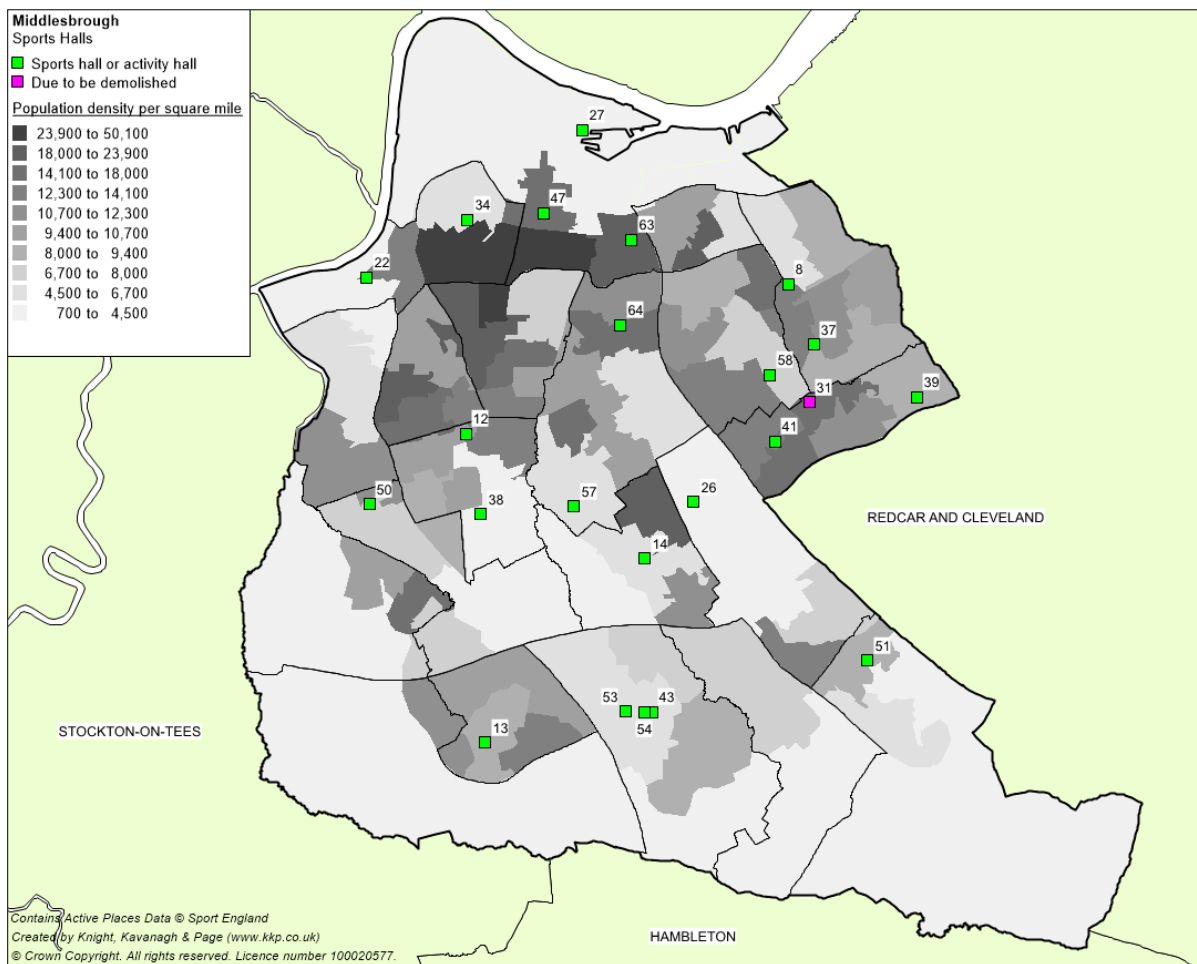 Middlesbrough
Sports Halls
Sports hall or activity hall
Due to be demolished
Population density per square mile
23,900 to 50,100
18,000 to 23,900
14,100 to 18,000
12,300 to 14,100
10,700 to 12,300
9,400 to 10,700
8,000 to 9,400
6,700 to 8,000
4,500 to 6,700
700 to 4,500
27
47
34
63
22
8
64
37
58
31
39
12
41
50
38
57
26
REDCAR AND CLEVELAND
14
51
53
43
54
13
STOCKTON-ON-TEES
HAMBLETON
Contains Active Places Data © Sport England
Created by Knight, Kavanagh & Page (www.kkp.co.uk)
© Crown Copyright. All rights reserved. Licence number 100020577.